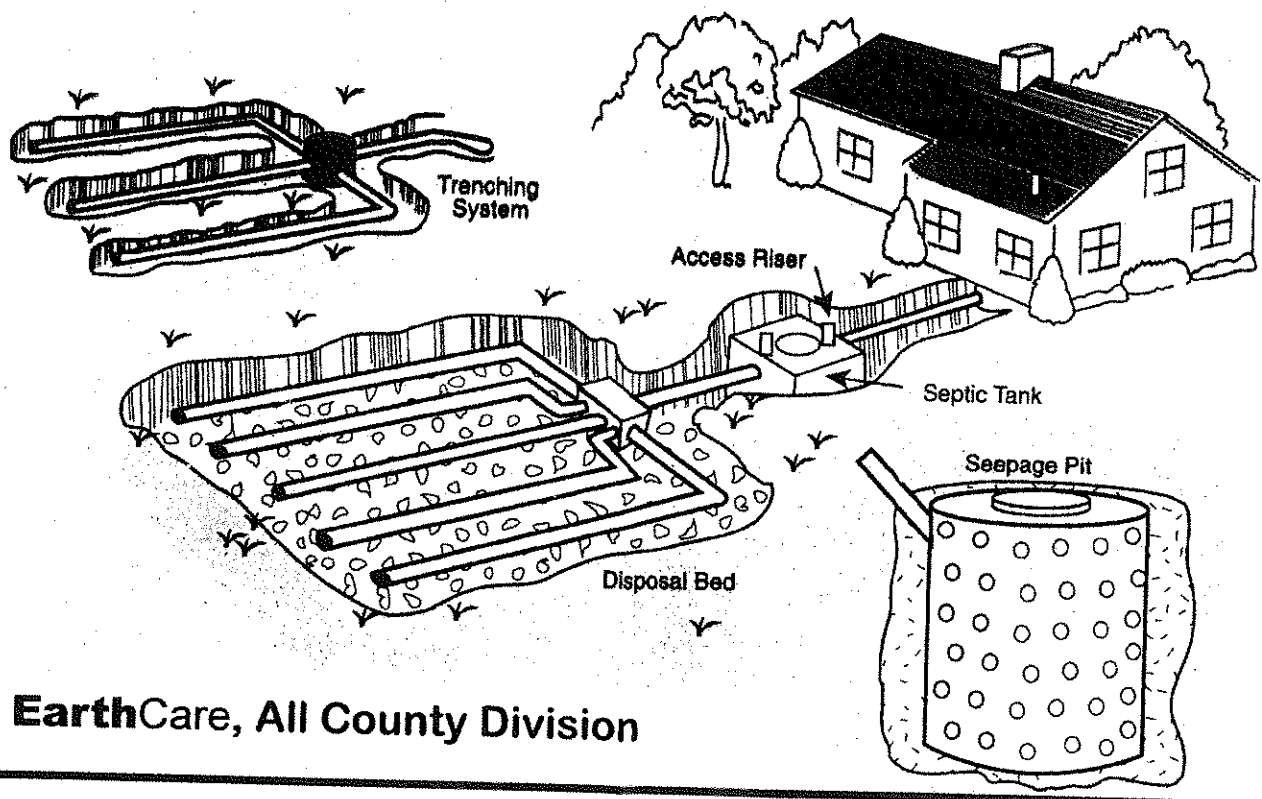 Trenching
System
Access Riser
Septic Tank
Seepage Pit
Disposal Bed
EarthCare, All County Division